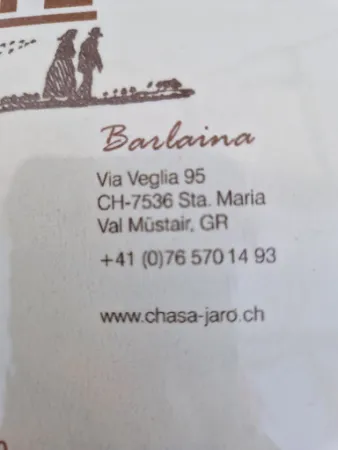 Barlaina
Via Veglia 95
CH-7536 Sta. Maria
Val Müstair, GR
+41 (0)76 570 14 93
www.chasa-jaro.ch